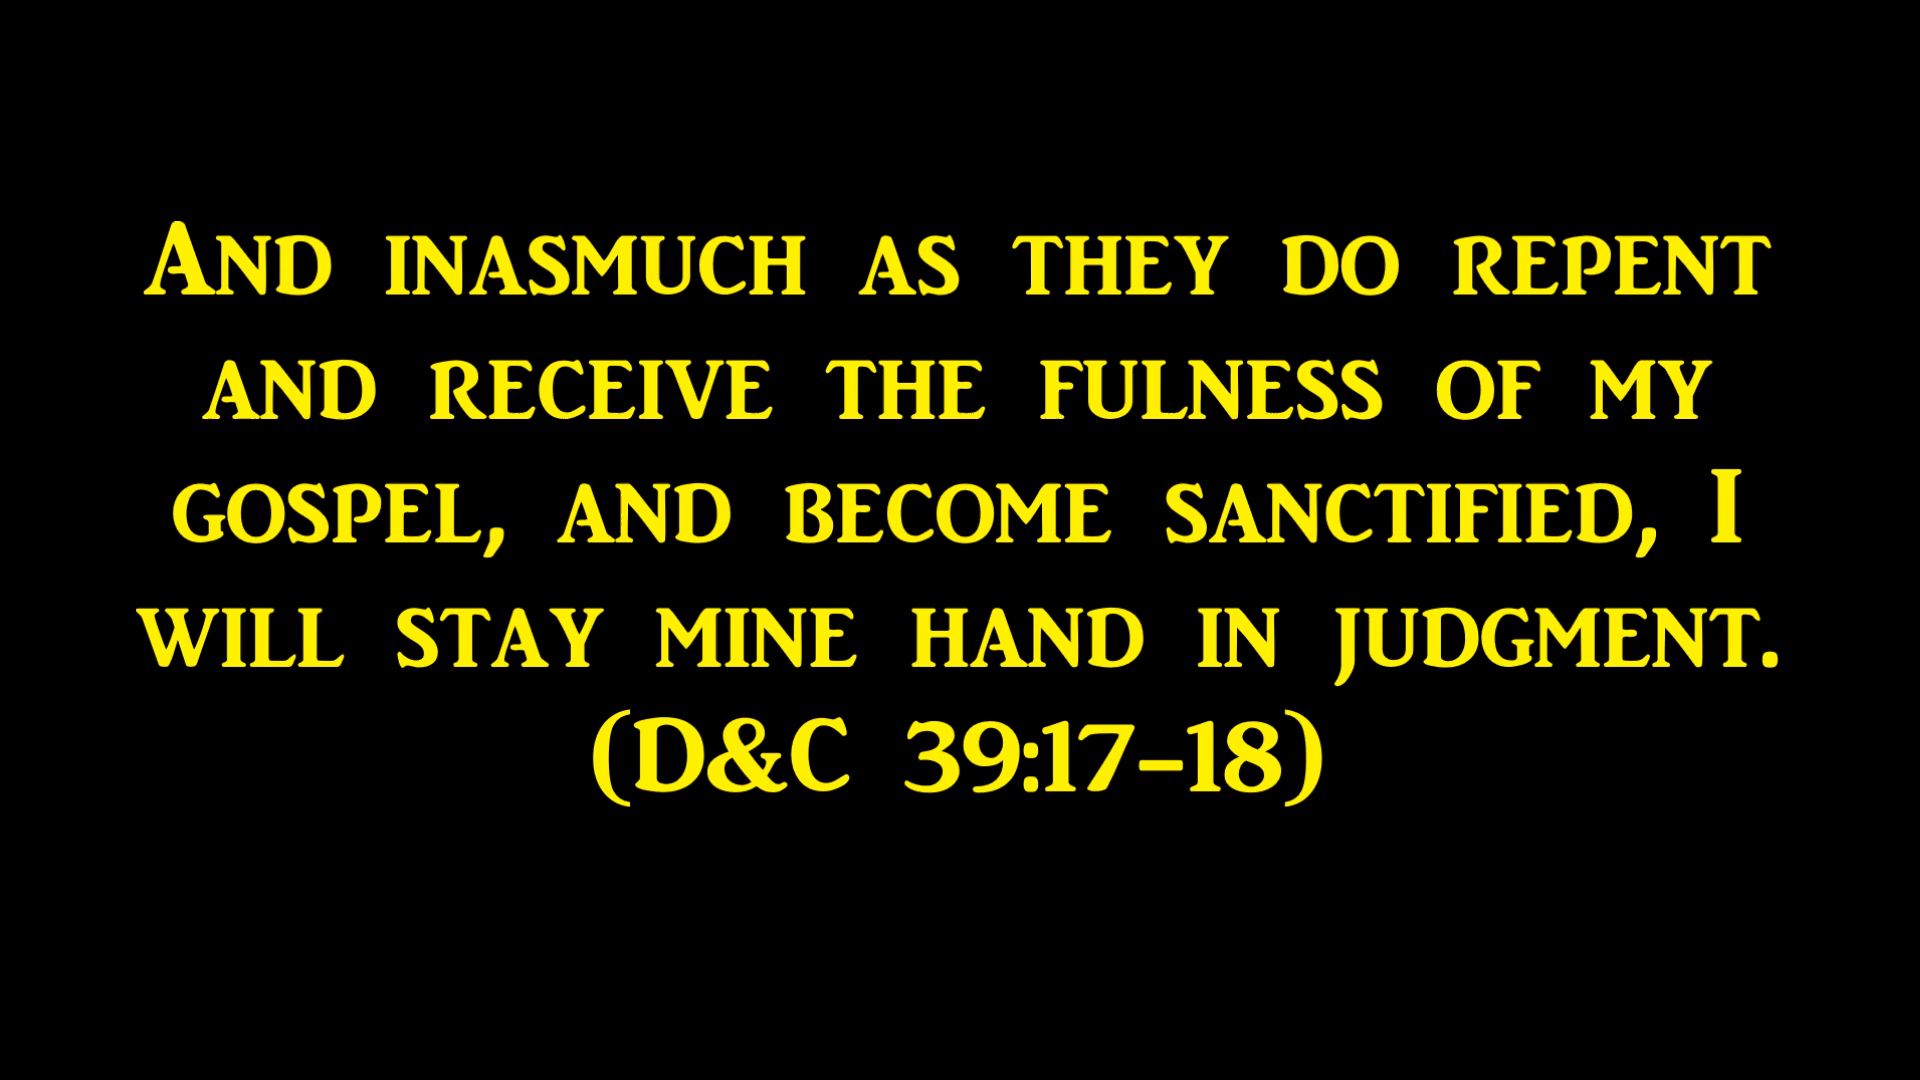 And inasmuch as they do repent
and receive the fulness of my
gospel, and become sanctified, I
will stay mine hand in judgment.
(D&C 39:17–18)